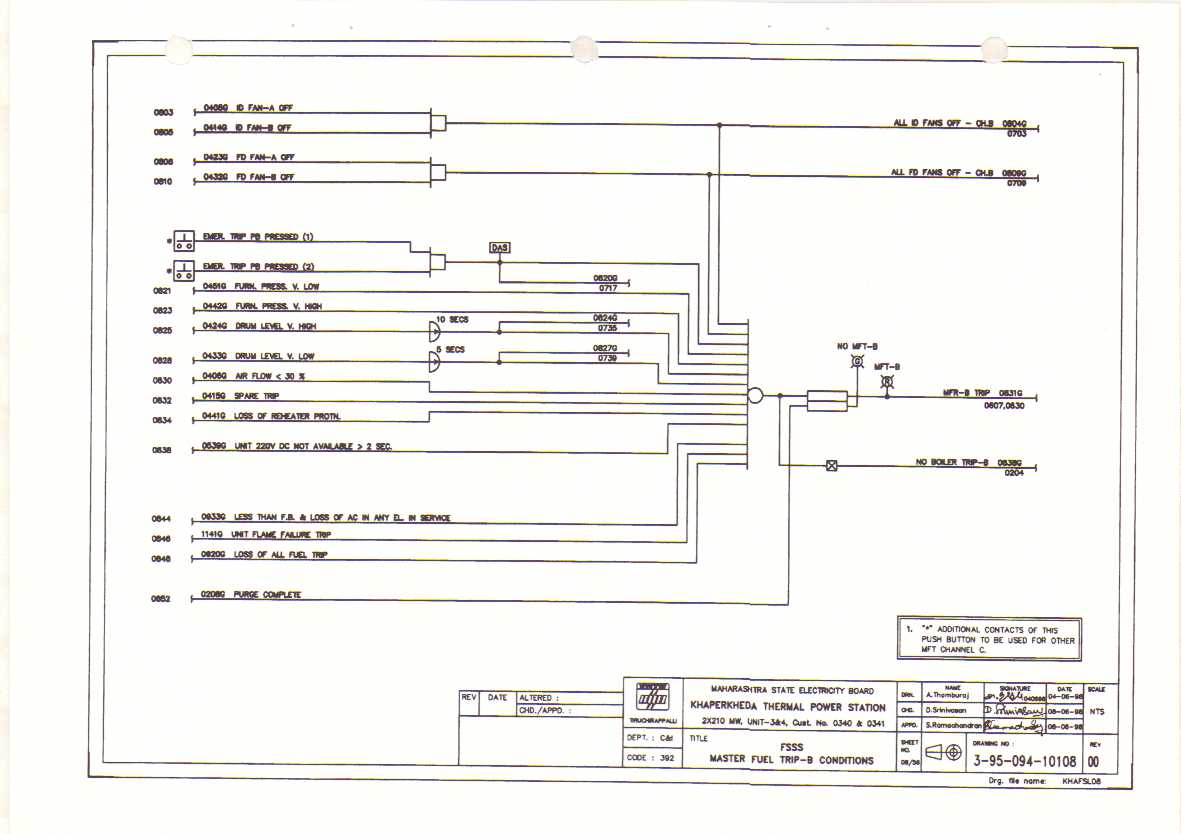 0803 0408G ID FAN-A OFF
0805 0414G ID FAN-B OFF
ALL ID FANS OFF - CH.B 0804G
0703
0808 0423G FD FAN-A OFF
0810 0432G FD FAN-B OFF
ALL FD FANS OFF - CH.B 0809G
0709
* EMER. TRIP PB PRESSED (1)
DAS
* EMER. TRIP PB PRESSED (2)
0820G
0717
0821 0451G FURN. PRESS. V. LOW
0823 0442G FURN. PRESS. V. HIGH
0825 0424G DRUM LEVEL V. HIGH
10 SECS
0824G
0735
0828 0433G DRUM LEVEL V. LOW
5 SECS
0827G
0739
0830 0406G AIR FLOW < 30 %
0832 0415G SPARE TRIP
0834 0441G LOSS OF REHEATER PROTN.
0838 0639G UNIT 220V DC NOT AVAILABLE > 2 SEC.
NO MFT-B
G
MFT-B
R
MFR-B TRIP 0831G
0607,0830
NO BOILER TRIP-B 0838G
0204
0844 0933G LESS THAN F.B. & LOSS OF AC IN ANY EL. IN SERVICE
0846 1141G UNIT FLAME FAILURE TRIP
0848 0920G LOSS OF ALL FUEL TRIP
0852 0208G PURGE COMPLETE
1. "*" ADDITIONAL CONTACTS OF THIS
PUSH BUTTON TO BE USED FOR OTHER
MFT CHANNEL C.
REV DATE ALTERED :
CHD./APPD. :
TIRUCHIRAPPALLI
DEPT. : C&I
CODE : 392
MAHARASHTRA STATE ELECTRICITY BOARD
KHAPERKHEDA THERMAL POWER STATION
2X210 MW, UNIT-3&4, Cust. No. 0340 & 0341
TITLE
FSSS
MASTER FUEL TRIP-B CONDITIONS
NAME SIGNATURE DATE SCALE
DRN. A.Thamburaj 04-06-98
CHD. D.Srinivasan 08-06-98 NTS
APPD. S.Ramachandran 08-06-98
SHEET NO. 08/56
DRAWING NO :
3-95-094-10108
REV
00
Drg. file name: KHAFSL08